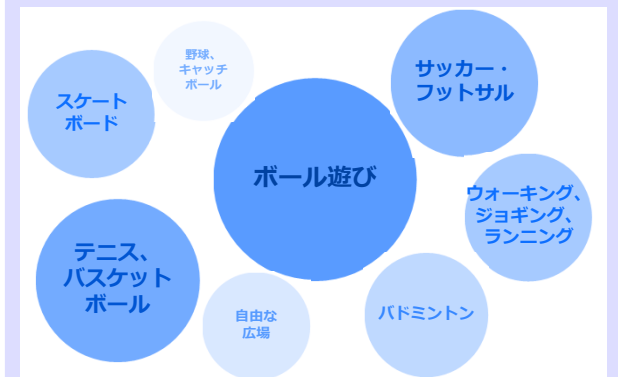 野球、
キャッチ
ボール
サッカー・
フットサル
スケート
ボード
ボール遊び
ウォーキング、
ジョギング、
ランニング
テニス、
バスケット
ボール
自由な
広場
バドミントン